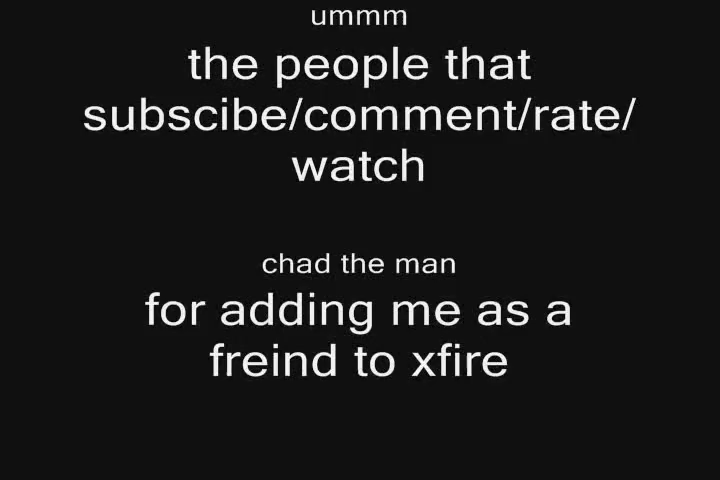 ummm
the people that
subscibe/comment/rate/
watch
chad the man
for adding me as a
freind to xfire